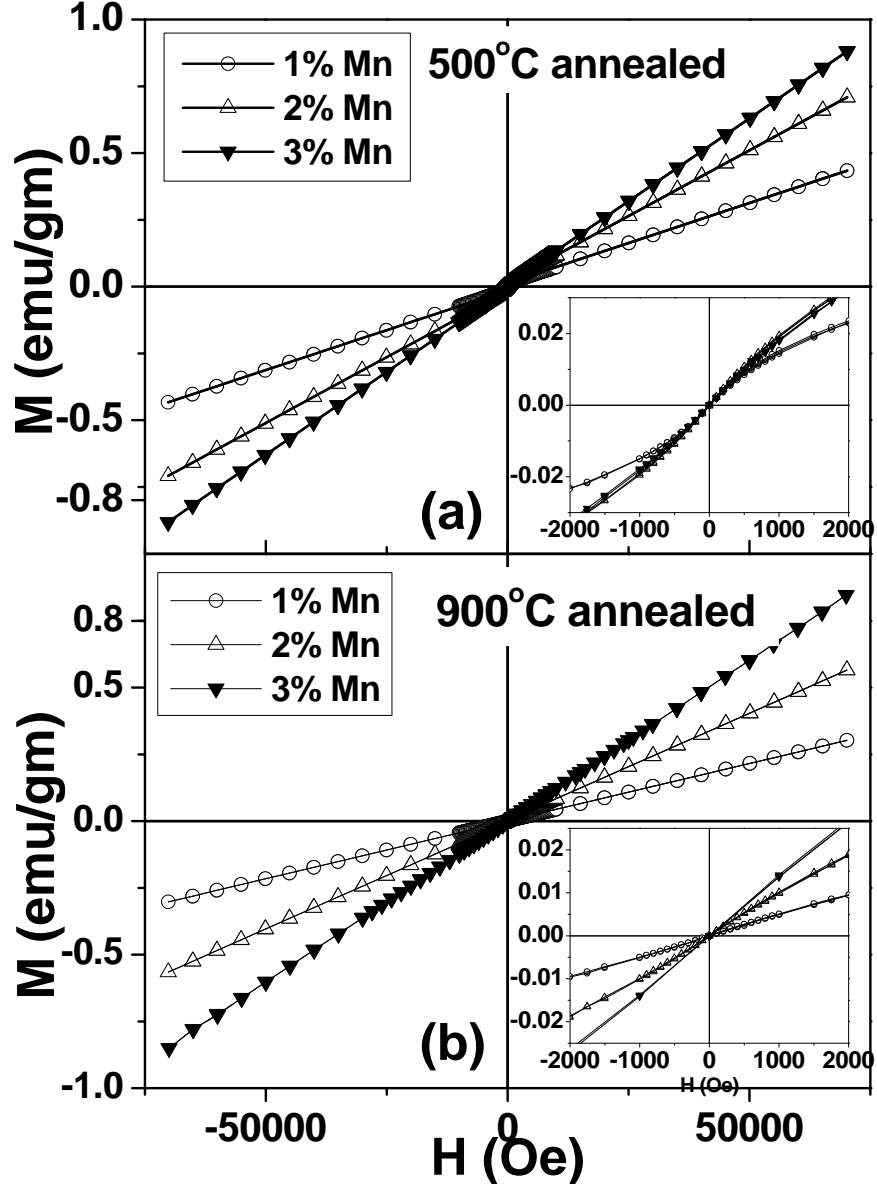 1.0
1% Mn
2% Mn
3% Mn
500°C annealed
0.5
0.0
-0.5
-0.8
M (emu/gm)
(a)
0.02
0.00
-0.02
-2000 -1000 0 1000 2000
1% Mn
2% Mn
3% Mn
900°C annealed
0.8
0.5
0.0
-0.5
-1.0
M (emu/gm)
(b)
0.02
0.01
0.00
-0.01
-0.02
-2000 -1000 0 1000 2000
H (Oe)
-50000 0 50000
H (Oe)